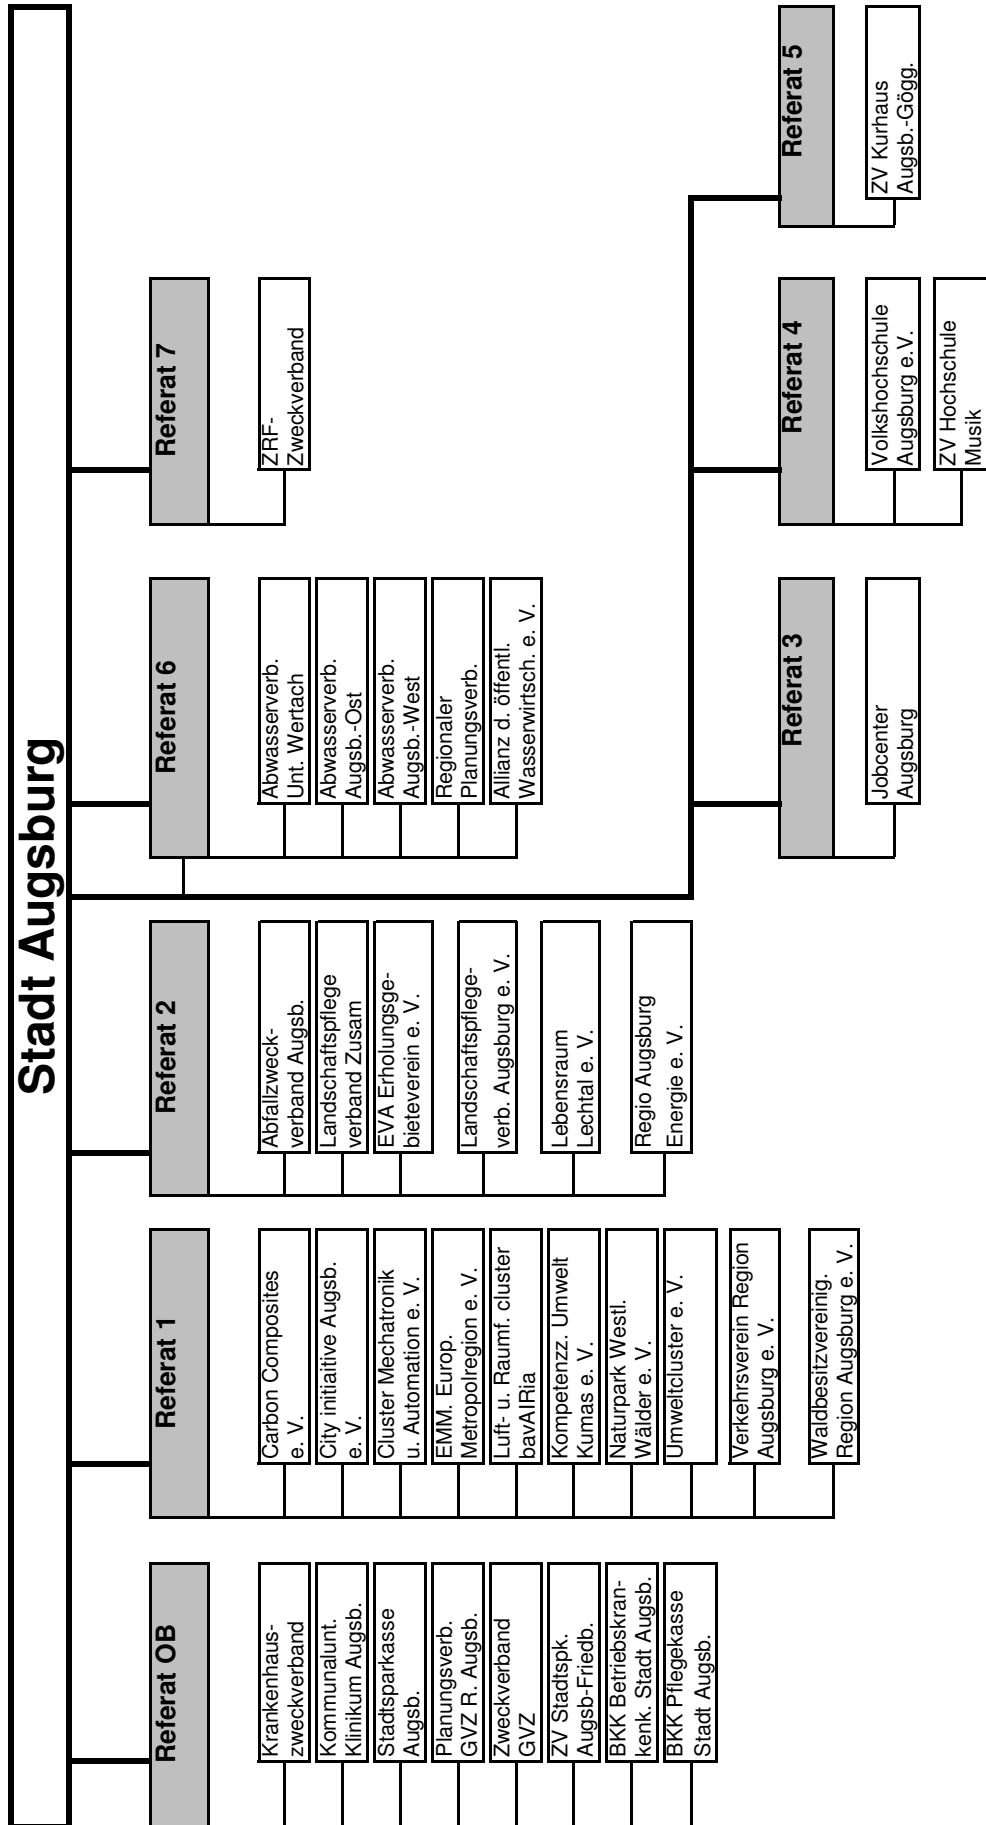 Stadt Augsburg
Referat OB
Krankenhaus-
zweckverband
Kommunalunt.
Klinikum Augsb.
Stadtsparkasse
Augsb.
Planungsverb.
GVZ R. Augsb.
Zweckverband
GVZ
ZV Stadtspk.
Augsb-Friedb.
BKK Betriebskran-
kenk. Stadt Augsb.
BKK Pflegekasse
Stadt Augsb.
Referat 1
Carbon Composites
e. V.
City initiative Augsb.
e. V.
Cluster Mechatronik
u. Automation e. V.
EMM. Europ.
Metropolregion e. V.
Luft- u. Raumf. cluster
bavAIRia
Kompetenzz. Umwelt
Kumas e. V.
Naturpark Westl.
Wälder e. V.
Umweltcluster e. V.
Verkehrsverein Region
Augsburg e. V.
Waldbesitzvereinig.
Region Augsburg e. V.
Referat 2
Abfallzweck-
verband Augsb.
Landschaftspflege
verband Zusam
EVA Erholungsge-
bieteverein e. V.
Landschaftspflege-
verb. Augsburg e. V.
Lebensraum
Lechtal e. V.
Regio Augsburg
Energie e. V.
Referat 6
Abwasserverb.
Unt. Wertach
Abwasserverb.
Augsb.-Ost
Abwasserverb.
Augsb.-West
Regionaler
Planungsverb.
Allianz d. öffentl.
Wasserwirtsch. e. V.
Referat 7
ZRF-
Zweckverband
Referat 3
Jobcenter
Augsburg
Referat 4
Volkshochschule
Augsburg e.V.
ZV Hochschule
Musik
Referat 5
ZV Kurhaus
Augsb.-Gögg.